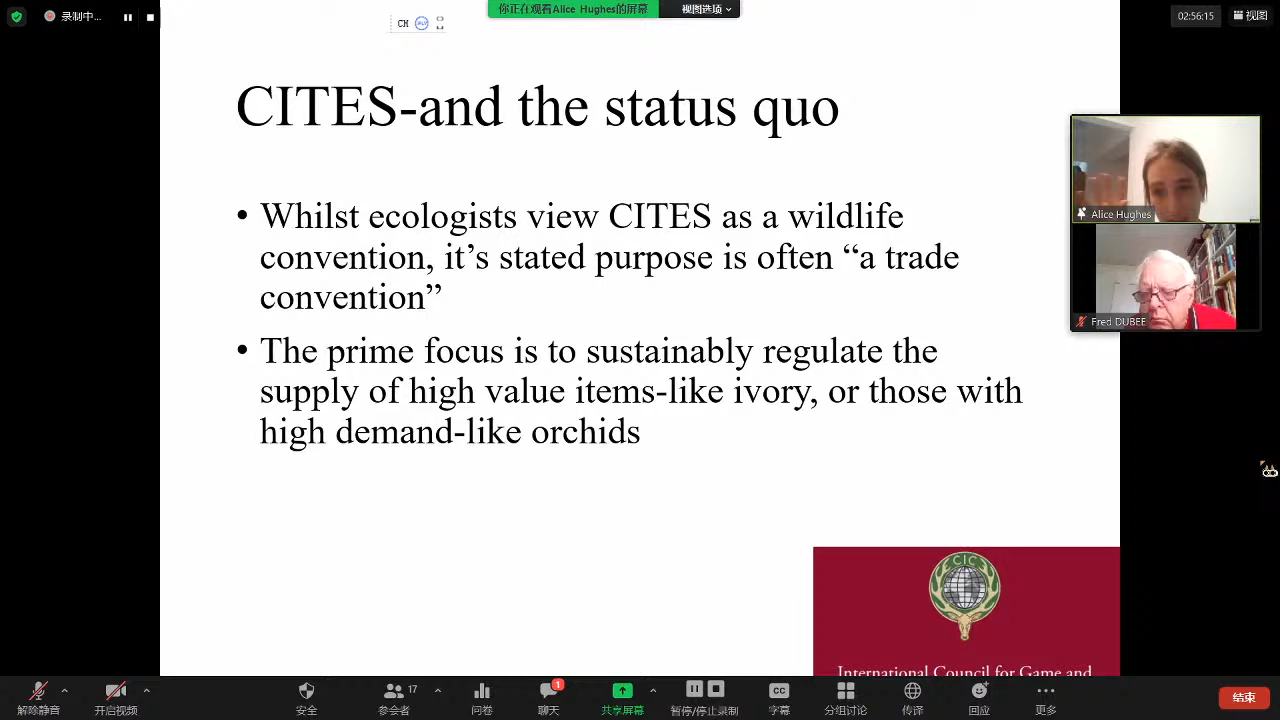 录制中...
CH
你正在观看Alice Hughes的屏幕
视图选项
02:56:15
视图
CITES-and the status quo
• Whilst ecologists view CITES as a wildlife
convention, it's stated purpose is often “a trade
convention”
• The prime focus is to sustainably regulate the
supply of high value items-like ivory, or those with
high demand-like orchids
Alice Hughes
Fred DUBEE
CIC
International Council for Game and
解除静音
开启视频
安全
17
参会者
问卷
1
聊天
共享屏幕
暂停/停止录制
CC
字幕
分组讨论
传译
回应
更多
结束